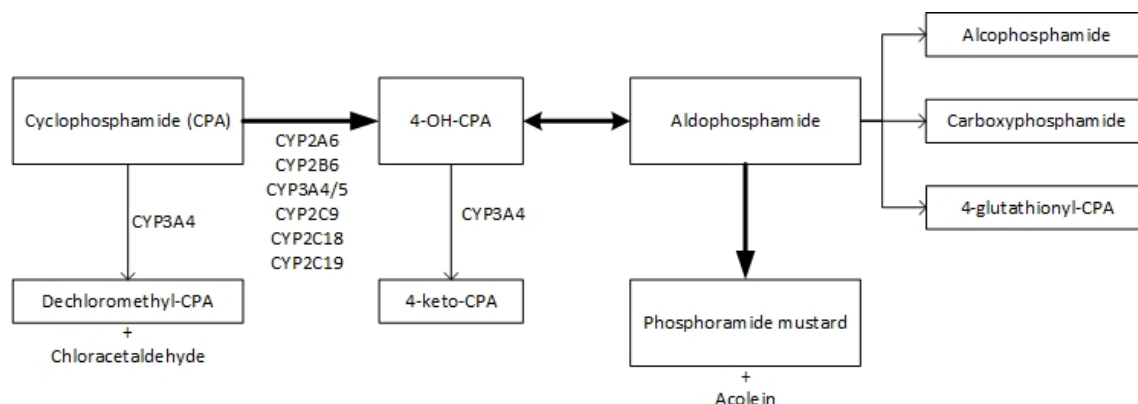 Alcophosphamide
Cyclophosphamide (CPA)
4-OH-CPA
Aldophosphamide
Carboxyphosphamide
CYP2A6
CYP2B6
CYP3A4/5
CYP2C9
CYP2C18
CYP2C19
CYP3A4
CYP3A4
4-glutathionyl-CPA
Dechloromethyl-CPA
+
Chloracetaldehyde
4-keto-CPA
Phosphoramide mustard
+
Acolein